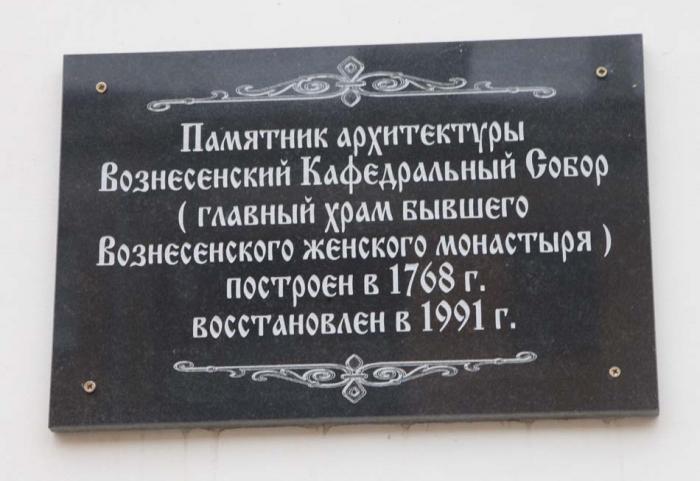 Памятник архитектуры
Вознесенский Кафедральный Собор
( главный храм бывшего
Вознесенского женского монастыря )
построен в 1768 г.
восстановлен в 1991 г.